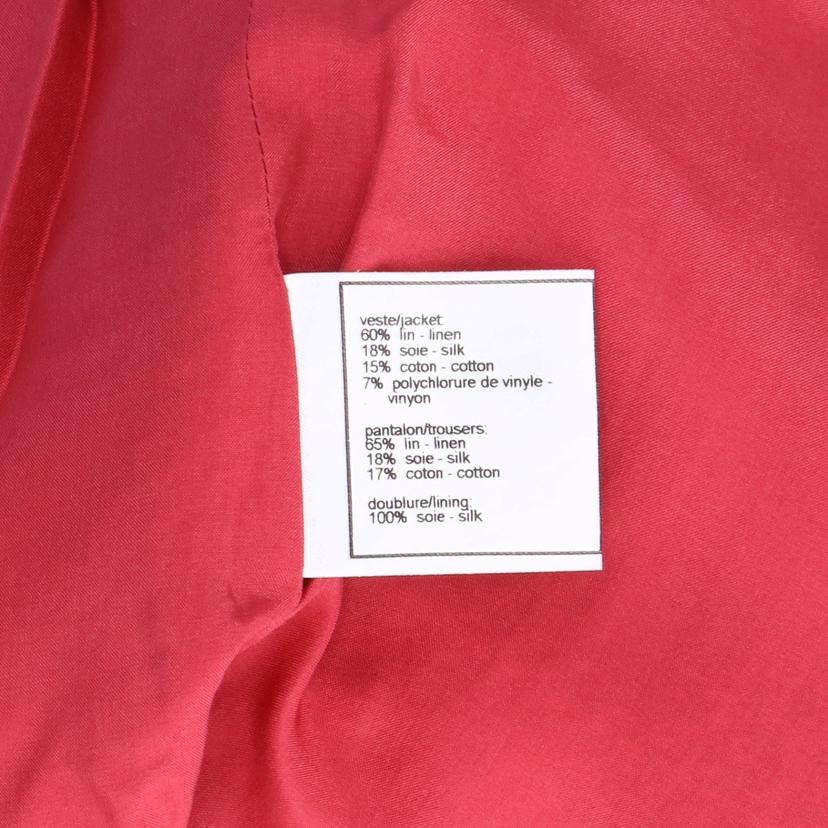 veste/jacket:
60% lin - linen
18% soie - silk
15% coton - cotton
7% polychlorure de vinyle -
vinyon
pantalon/trousers:
65% lin - linen
18% soie - silk
17% coton - cotton
doublure/lining:
100% soie - silk